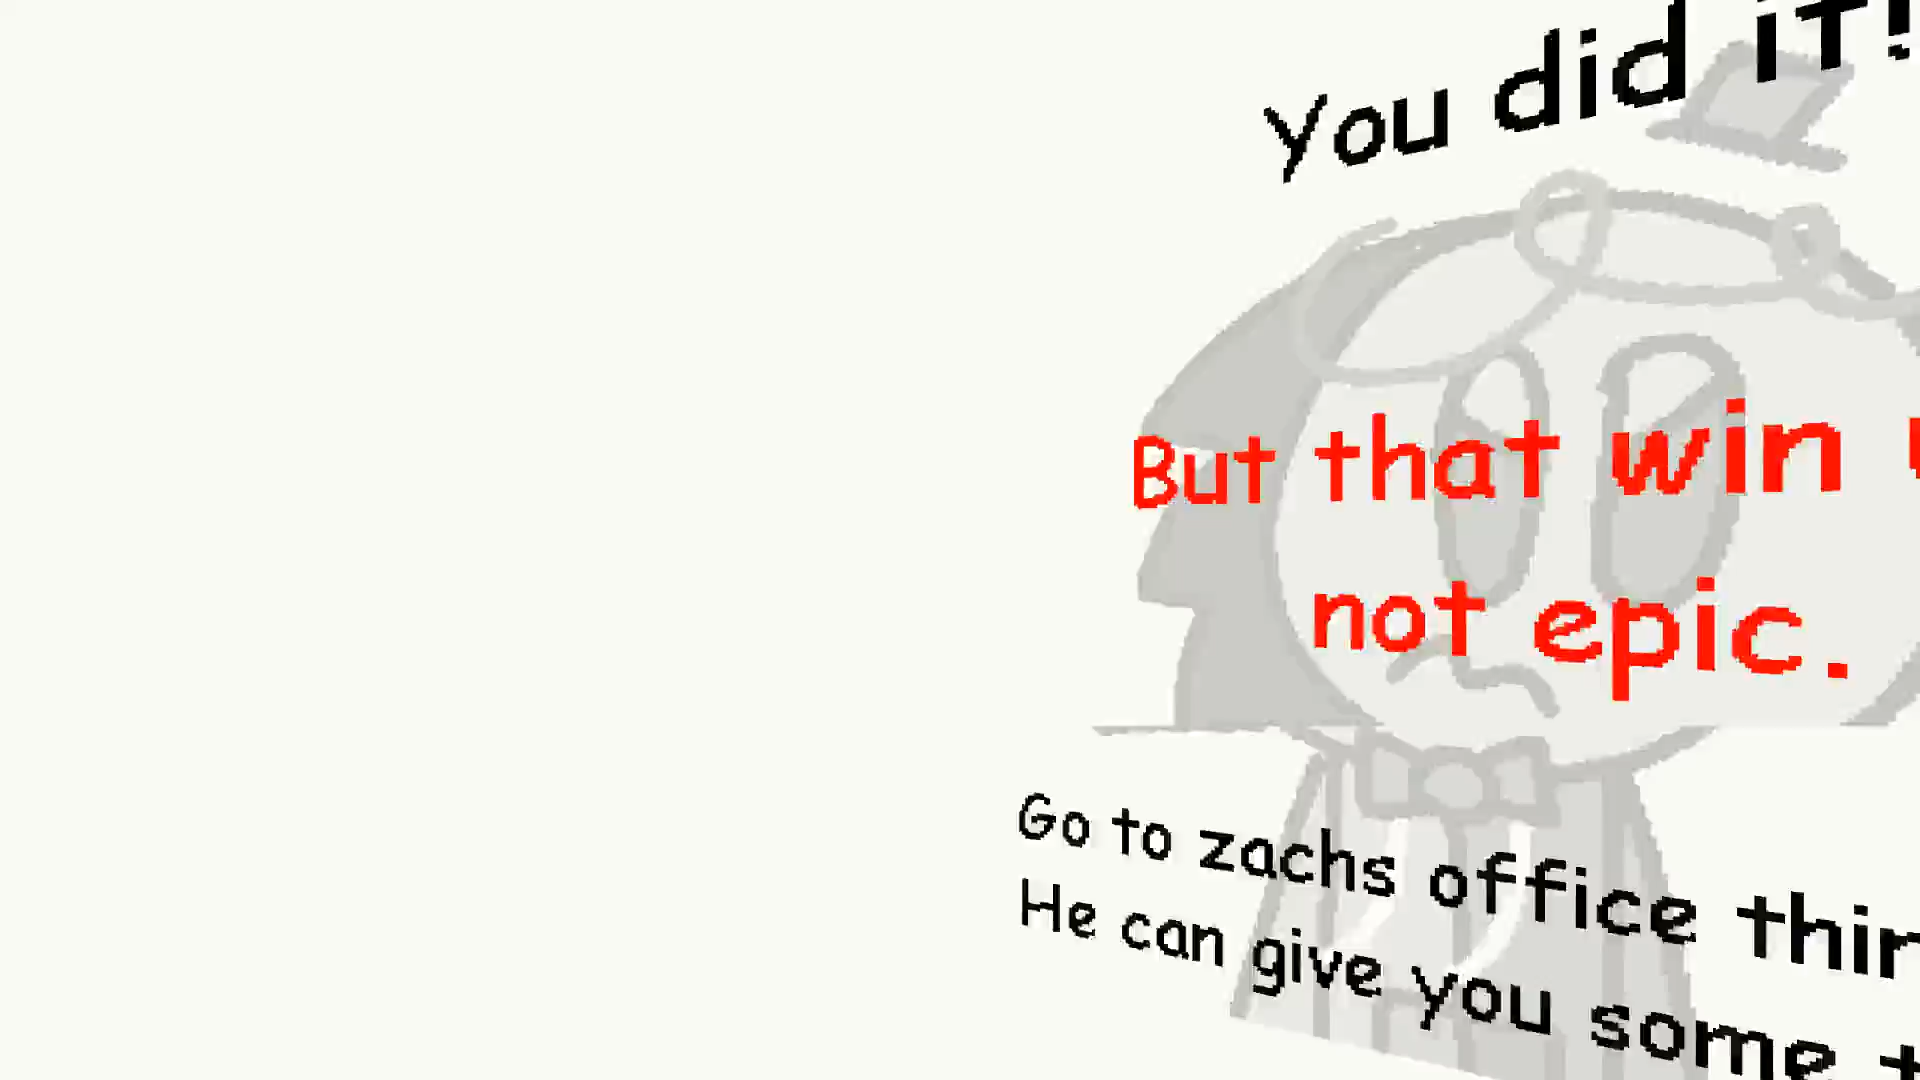 You did it!
But that win
not epic.
Go to zachs office
He can give you some